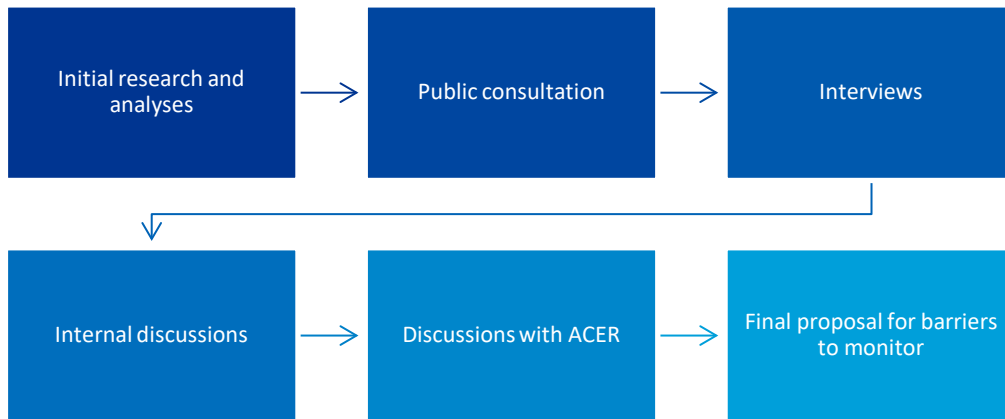 Initial research and
analyses
Public consultation
Interviews
Internal discussions
Discussions with ACER
Final proposal for barriers
to monitor